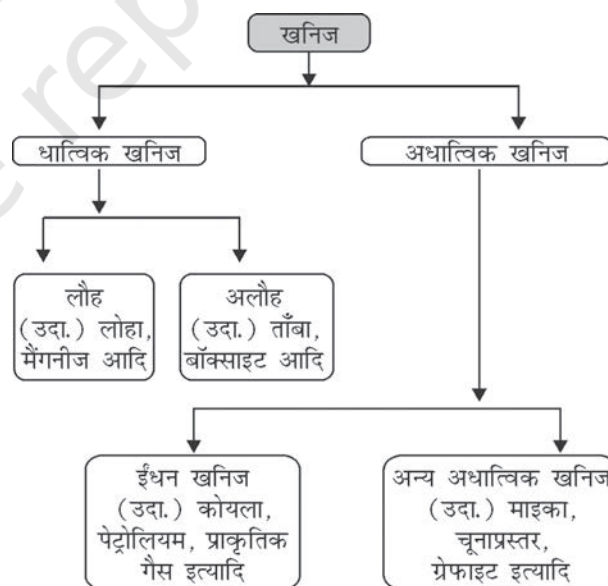 खनिज
धात्विक खनिज
अधात्विक खनिज
लौह
(उदा.) लोहा,
मैंगनीज आदि
अलौह
(उदा.) ताँबा,
बॉक्साइट आदि
ईंधन खनिज
(उदा.) कोयला,
पेट्रोलियम, प्राकृतिक
गैस इत्यादि
अन्य अधात्विक खनिज
(उदा.) माइका,
चूनाप्रस्तर,
ग्रेफाइट इत्यादि